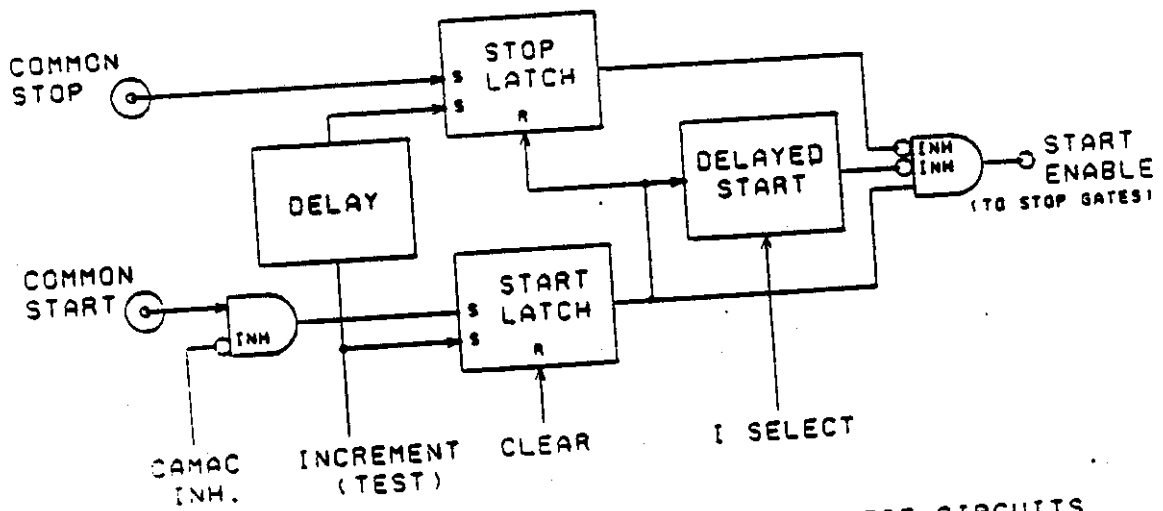 COMMON
STOP
STOP
LATCH
S
S
R
DELAY
DELAYED
START
INH
INH
START
ENABLE
(TO STOP GATES)
COMMON
START
INH
START
LATCH
S
S
R
CAMAC
INH.
INCREMENT
(TEST)
CLEAR
I SELECT
CIRCUITS